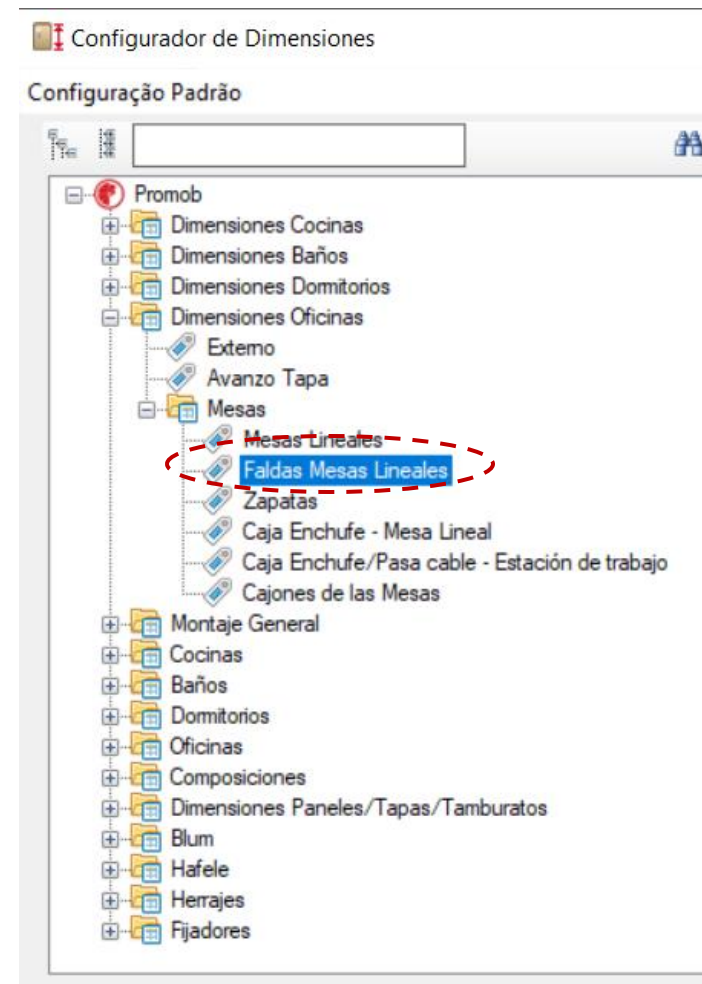 Configurador de Dimensiones
Configuração Padrão
Promob
Dimensiones Cocinas
Dimensiones Baños
Dimensiones Dormitorios
Dimensiones Oficinas
Externo
Avanzo Tapa
Mesas
Mesas Lineales
Faldas Mesas Lineales
Zapatas
Caja Enchufe - Mesa Lineal
Caja Enchufe/Pasa cable - Estación de trabajo
Cajones de las Mesas
Montaje General
Cocinas
Baños
Dormitorios
Oficinas
Composiciones
Dimensiones Paneles/Tapas/Tamburatos
Blum
Hafele
Herrajes
Fijadores